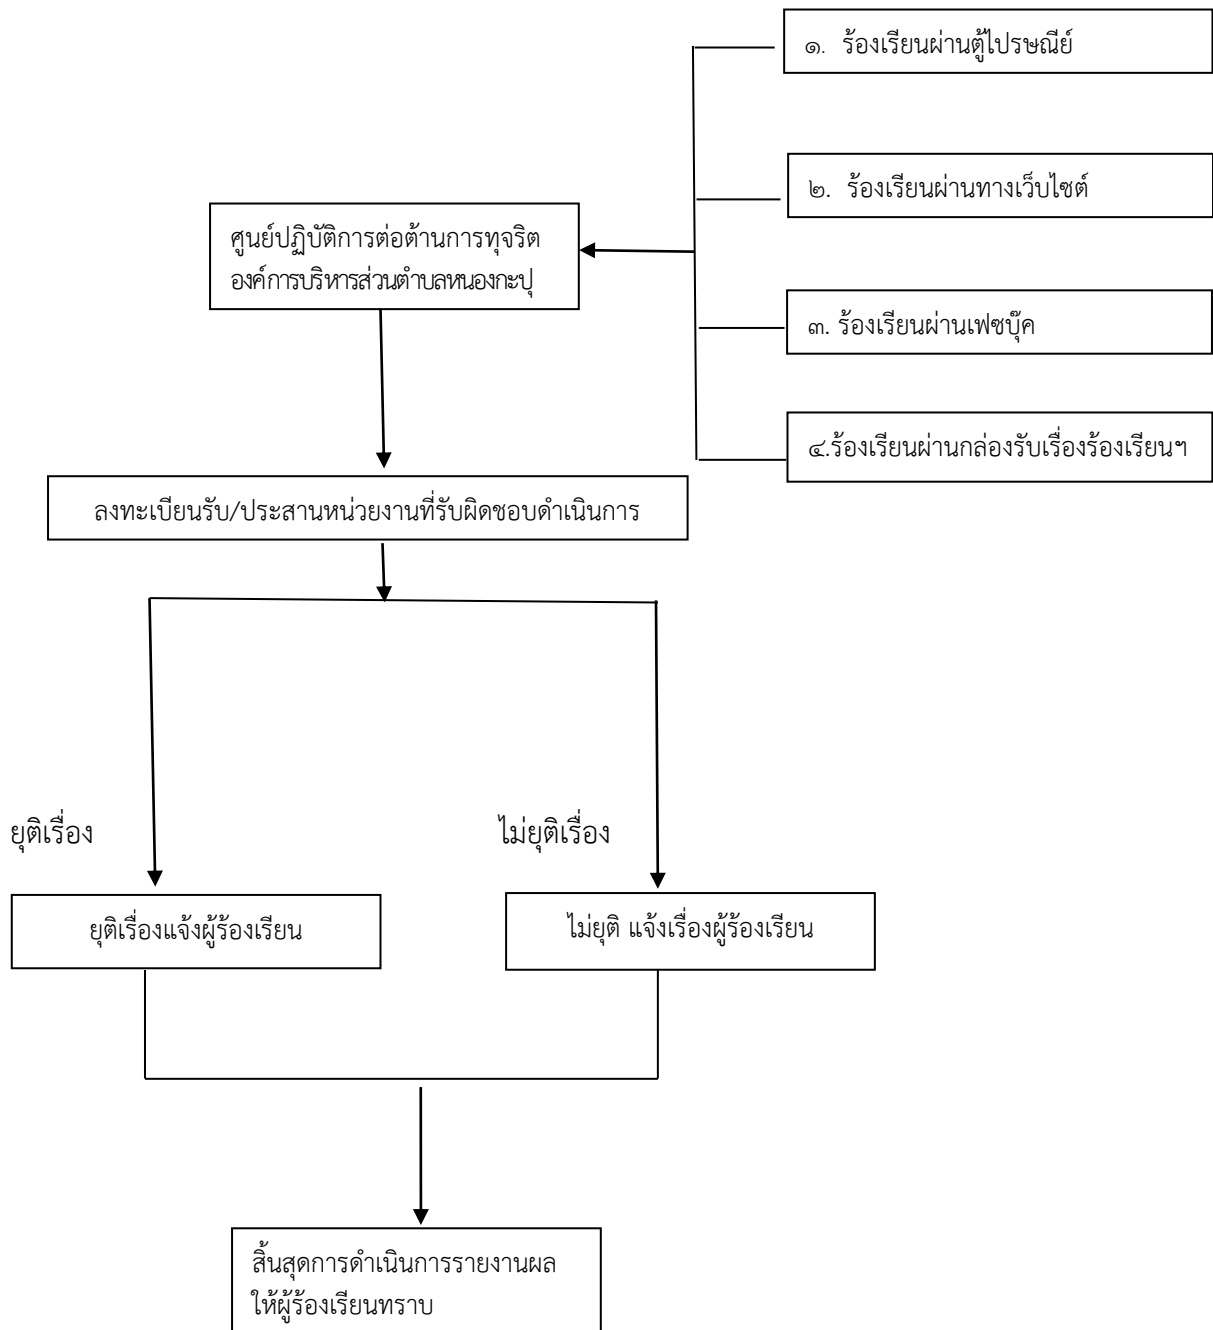 ๑. ร้องเรียนผ่านตู้ไปรษณีย์
๒. ร้องเรียนผ่านทางเว็บไซต์
ศูนย์ปฏิบัติการต่อต้านการทุจริต
องค์การบริหารส่วนตำบลหนองกะปุ
๓. ร้องเรียนผ่านเฟซบุ๊ค
๔.ร้องเรียนผ่านกล่องรับเรื่องร้องเรียนฯ
ลงทะเบียนรับ/ประสานหน่วยงานที่รับผิดชอบดำเนินการ
ยุติเรื่อง
ไม่ยุติเรื่อง
ยุติเรื่องแจ้งผู้ร้องเรียน
ไม่ยุติ แจ้งเรื่องผู้ร้องเรียน
สิ้นสุดการดำเนินการรายงานผล
ให้ผู้ร้องเรียนทราบ